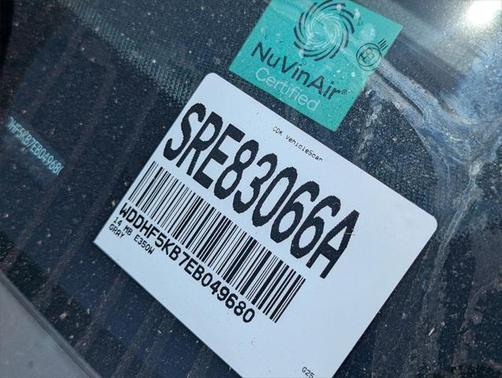 NuVinAir®
Certified
CDK VehicleScan
SRE83066A
WDDHF5KB7EB049680
14 MB E350W
GRAY
G25